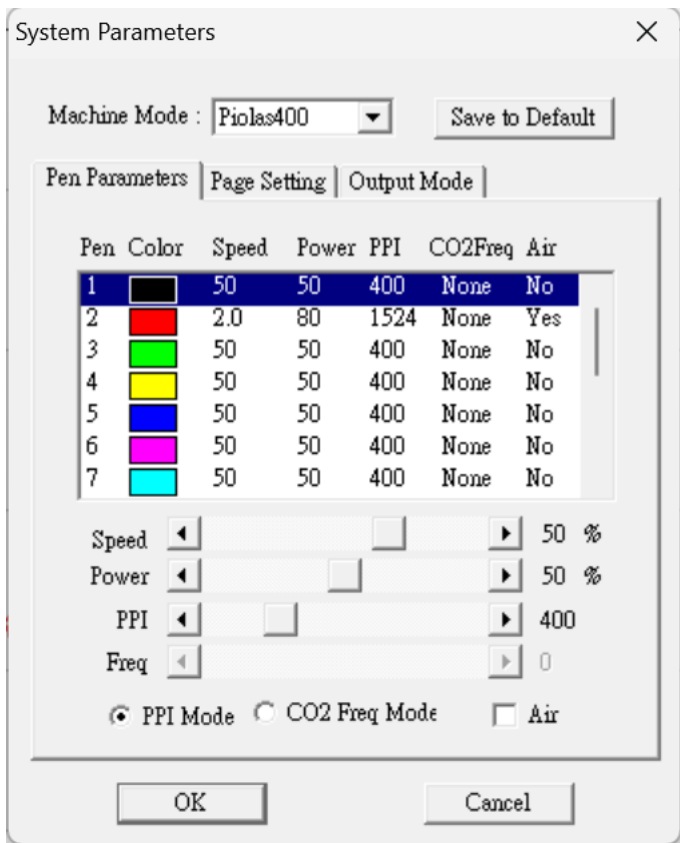 System Parameters
Machine Mode : Piolas400 Save to Default
Pen Parameters Page Setting Output Mode
Pen Color Speed Power PPI CO2Freq Air
1 50 50 400 None No
2 2.0 80 1524 None Yes
3 50 50 400 None No
4 50 50 400 None No
5 50 50 400 None No
6 50 50 400 None No
7 50 50 400 None No
Speed 50 %
Power 50 %
PPI 400
Freq 0
PPI Mode CO2 Freq Mode Air
OK Cancel